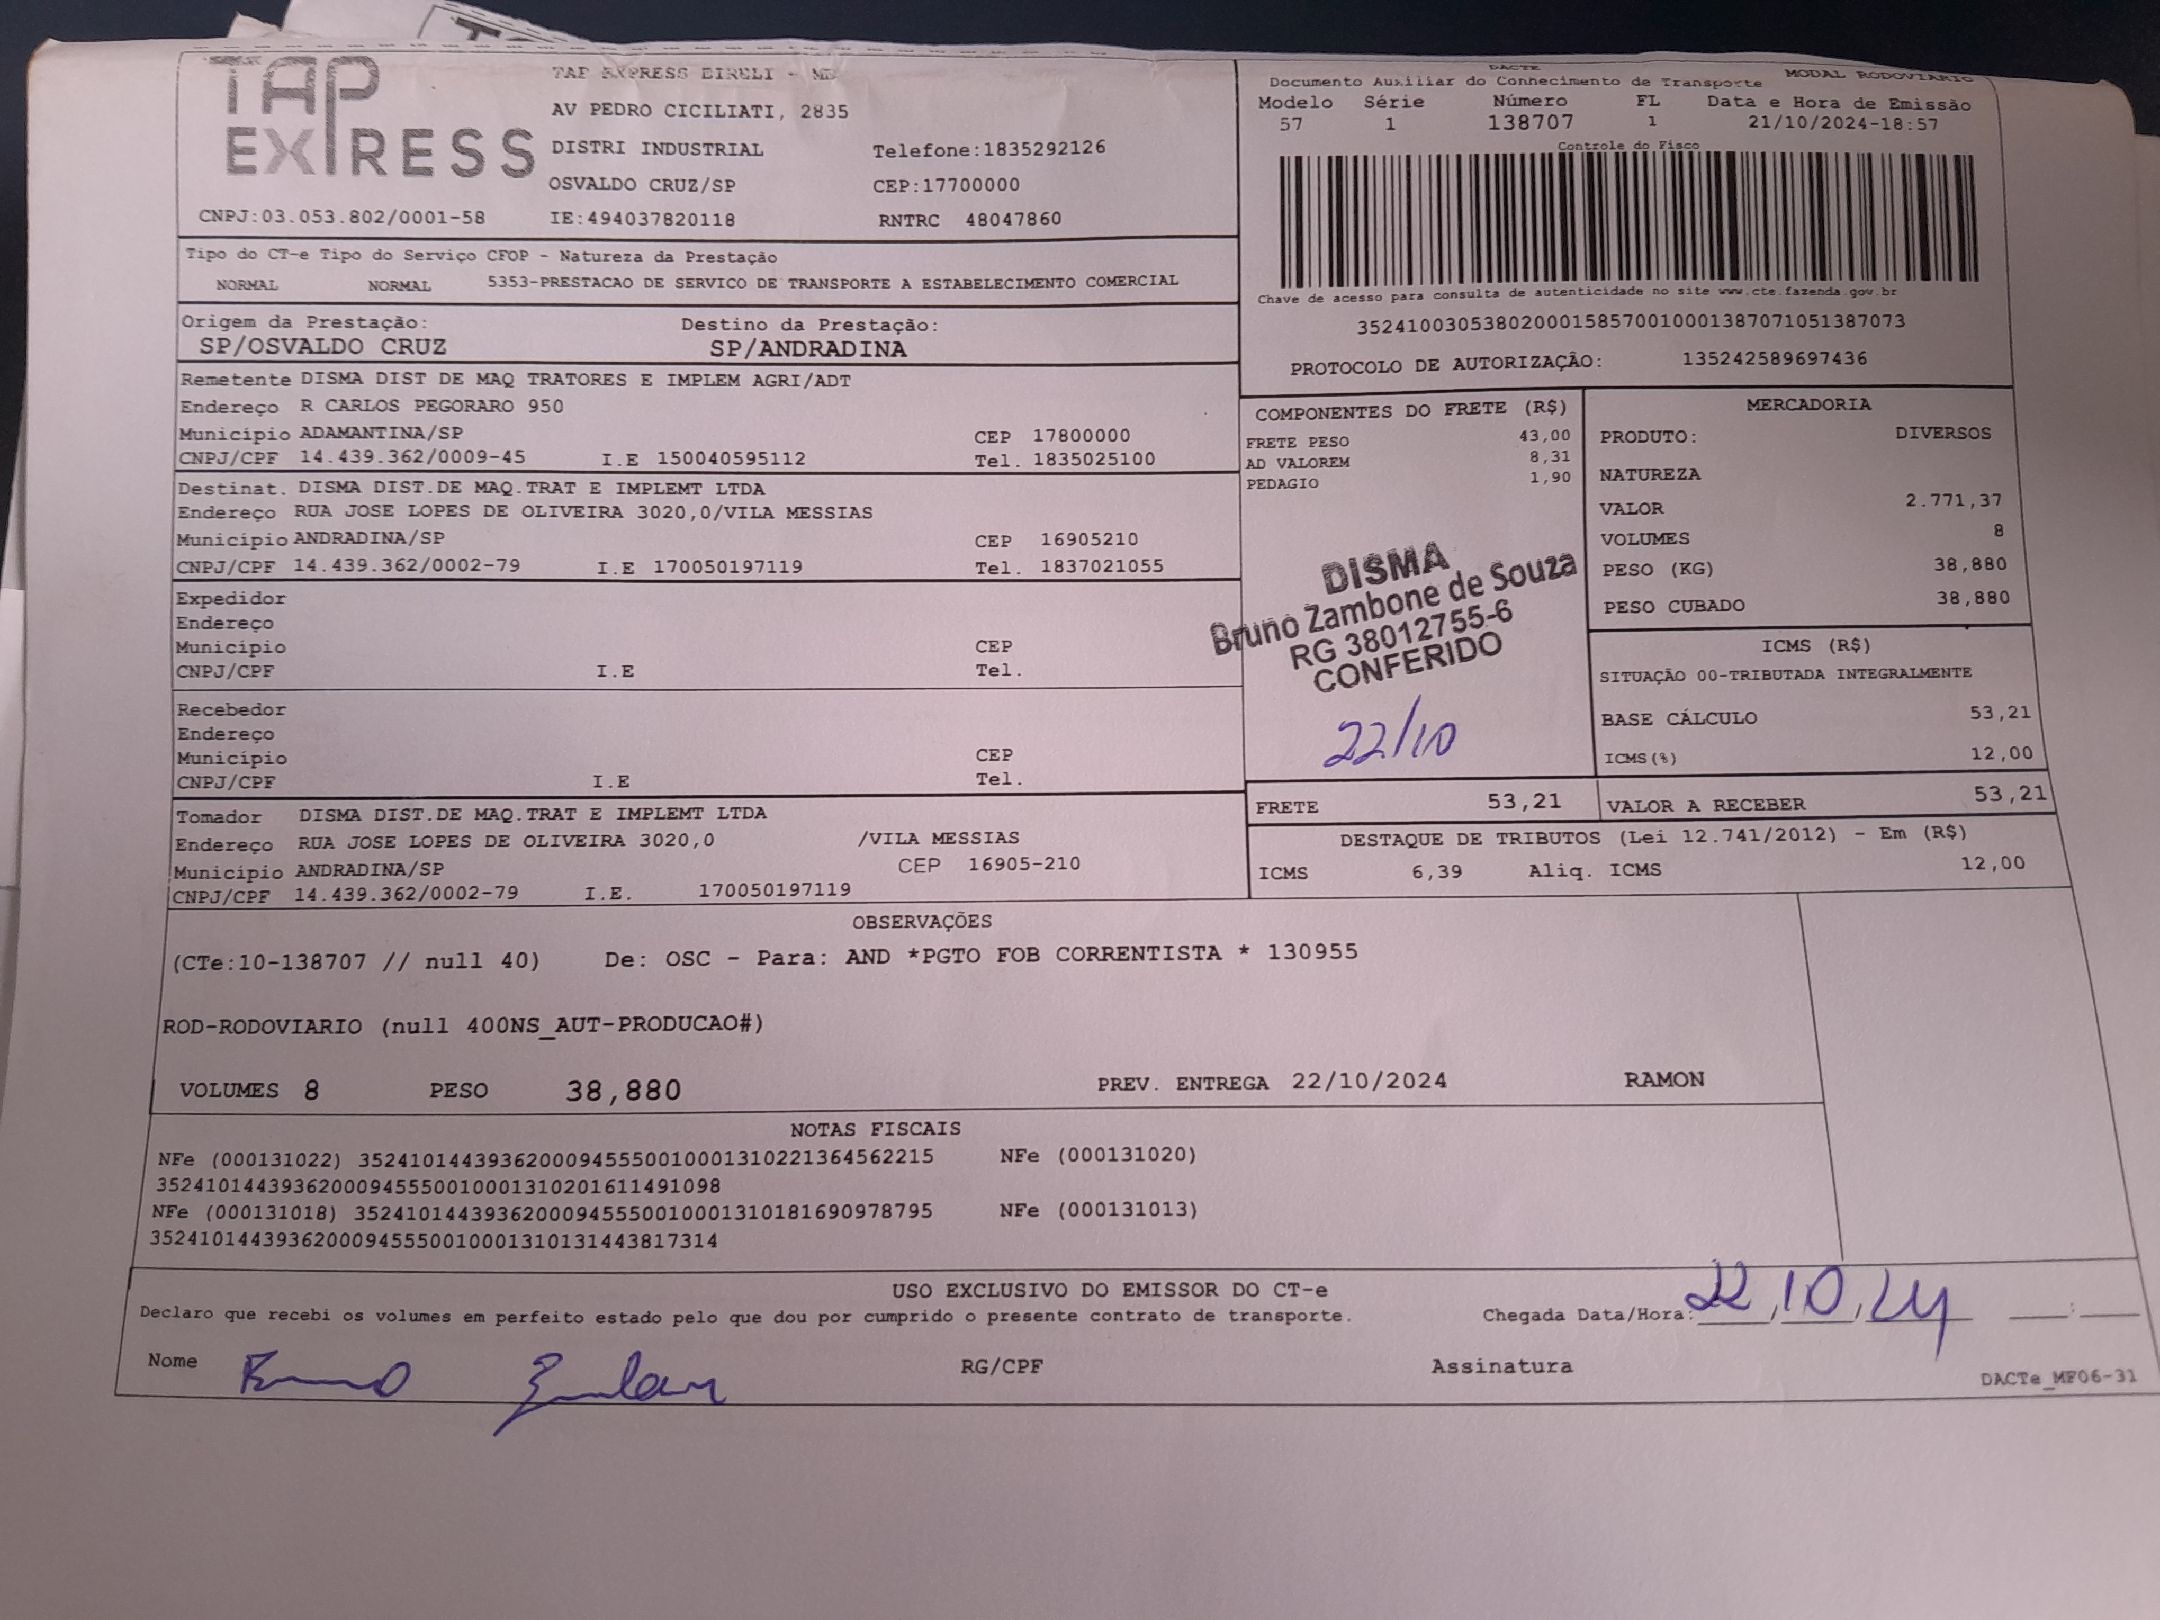 TAP EXPRESS
TAP EXPRESS EIRELI - ME
AV PEDRO CICILIATI, 2835
DISTRI INDUSTRIAL Telefone:1835292126
OSVALDO CRUZ/SP CEP:17700000
CNPJ:03.053.802/0001-58 IE:494037820118 RNTRC 48047860
DACTE
Documento Auxiliar do Conhecimento de Transporte MODAL RODOVIARIO
Modelo Série Número FL Data e Hora de Emissão
57 1 138707 1 21/10/2024-18:57
Controle do Fisco
Chave de acesso para consulta de autenticidade no site www.cte.fazenda.gov.br
35241003053802000158570010001387071051387073
PROTOCOLO DE AUTORIZAÇÃO: 135242589697436
Tipo do CT-e Tipo do Serviço CFOP - Natureza da Prestação
NORMAL NORMAL 5353-PRESTACAO DE SERVICO DE TRANSPORTE A ESTABELECIMENTO COMERCIAL
Origem da Prestação: Destino da Prestação:
SP/OSVALDO CRUZ SP/ANDRADINA
Remetente DISMA DIST DE MAQ TRATORES E IMPLEM AGRI/ADT
Endereço R CARLOS PEGORARO 950
Município ADAMANTINA/SP CEP 17800000
CNPJ/CPF 14.439.362/0009-45 I.E 150040595112 Tel. 1835025100
Destinat. DISMA DIST.DE MAQ.TRAT E IMPLEMT LTDA
Endereço RUA JOSE LOPES DE OLIVEIRA 3020,0/VILA MESSIAS
Município ANDRADINA/SP CEP 16905210
CNPJ/CPF 14.439.362/0002-79 I.E 170050197119 Tel. 1837021055
Expedidor
Endereço
Município CEP
CNPJ/CPF I.E Tel.
Recebedor
Endereço
Município CEP
CNPJ/CPF I.E Tel.
Tomador DISMA DIST.DE MAQ.TRAT E IMPLEMT LTDA
Endereço RUA JOSE LOPES DE OLIVEIRA 3020,0 /VILA MESSIAS
Município ANDRADINA/SP CEP 16905-210
CNPJ/CPF 14.439.362/0002-79 I.E. 170050197119
COMPONENTES DO FRETE (R$)
FRETE PESO 43,00
AD VALOREM 8,31
PEDAGIO 1,90
DISMA
Bruno Zambone de Souza
RG 38012755-6
CONFERIDO
22/10
MERCADORIA
PRODUTO: DIVERSOS
NATUREZA
VALOR 2.771,37
VOLUMES 8
PESO (KG) 38,880
PESO CUBADO 38,880
ICMS (R$)
SITUAÇÃO 00-TRIBUTADA INTEGRALMENTE
BASE CÁLCULO 53,21
ICMS(%) 12,00
FRETE 53,21 VALOR A RECEBER 53,21
DESTAQUE DE TRIBUTOS (Lei 12.741/2012) - Em (R$)
ICMS 6,39 Aliq. ICMS 12,00
OBSERVAÇÕES
(CTe:10-138707 // null 40) De: OSC - Para: AND *PGTO FOB CORRENTISTA * 130955
ROD-RODOVIARIO (null 400NS_AUT-PRODUCAO#)
VOLUMES 8 PESO 38,880 PREV. ENTREGA 22/10/2024 RAMON
NOTAS FISCAIS
NFe (000131022) 35241014439362000945550010001310221364562215 NFe (000131020)
35241014439362000945550010001310201611491098
NFe (000131018) 35241014439362000945550010001310181690978795 NFe (000131013)
35241014439362000945550010001310131443817314
USO EXCLUSIVO DO EMISSOR DO CT-e
Declaro que recebi os volumes em perfeito estado pelo que dou por cumprido o presente contrato de transporte. Chegada Data/Hora: 22,10,24 :
Nome Bruno RG/CPF Assinatura DACTe_MF06-31